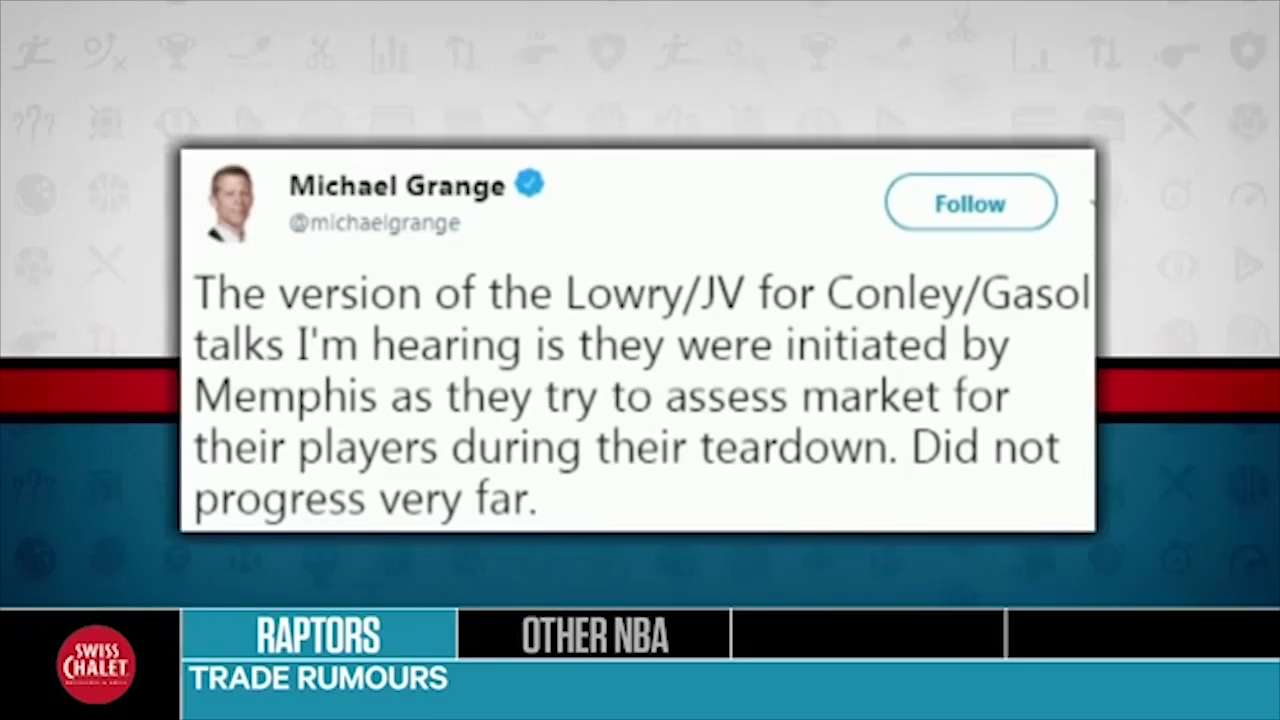 Michael Grange
@michaelgrange
Follow
The version of the Lowry/JV for Conley/Gasol
talks I'm hearing is they were initiated by
Memphis as they try to assess market for
their players during their teardown. Did not
progress very far.
SWISS
CHALET
RAPTORS
OTHER NBA
TRADE RUMOURS